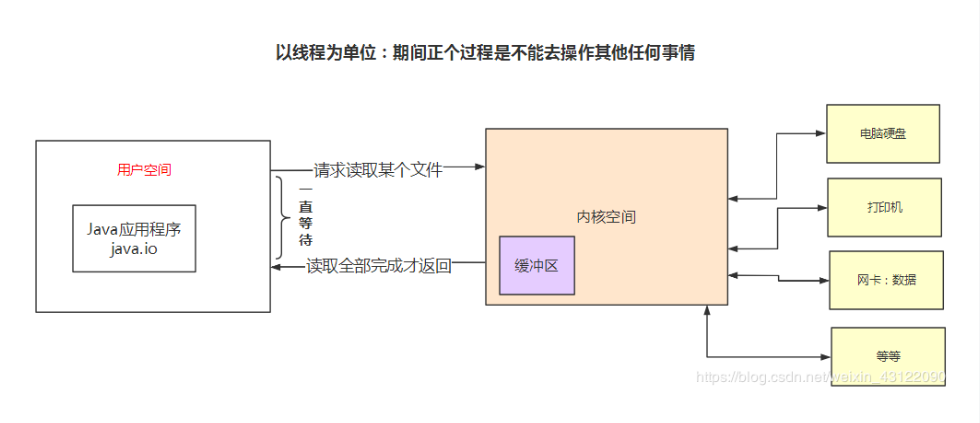 以线程为单位：期间正个过程是不能去操作其他任何事情
用户空间
Java应用程序
java.io
请求读取某个文件
一
直
等
待
读取全部完成才返回
内核空间
缓冲区
电脑硬盘
打印机
网卡：数据
等等
https://blog.csdn.net/weixin_43122090